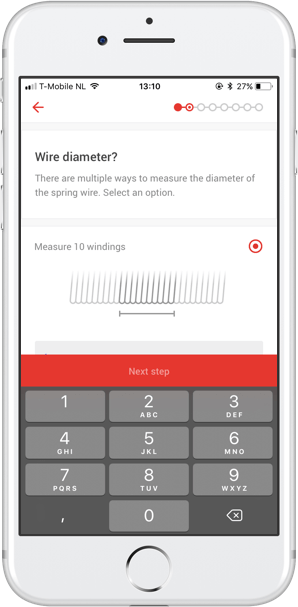 T-Mobile NL 13:10 27%
Wire diameter?
There are multiple ways to measure the diameter of
the spring wire. Select an option.
Measure 10 windings
Next step
1 2 3
ABC DEF
4 5 6
GHI JKL MNO
7 8 9
PQRS TUV WXYZ
, 0